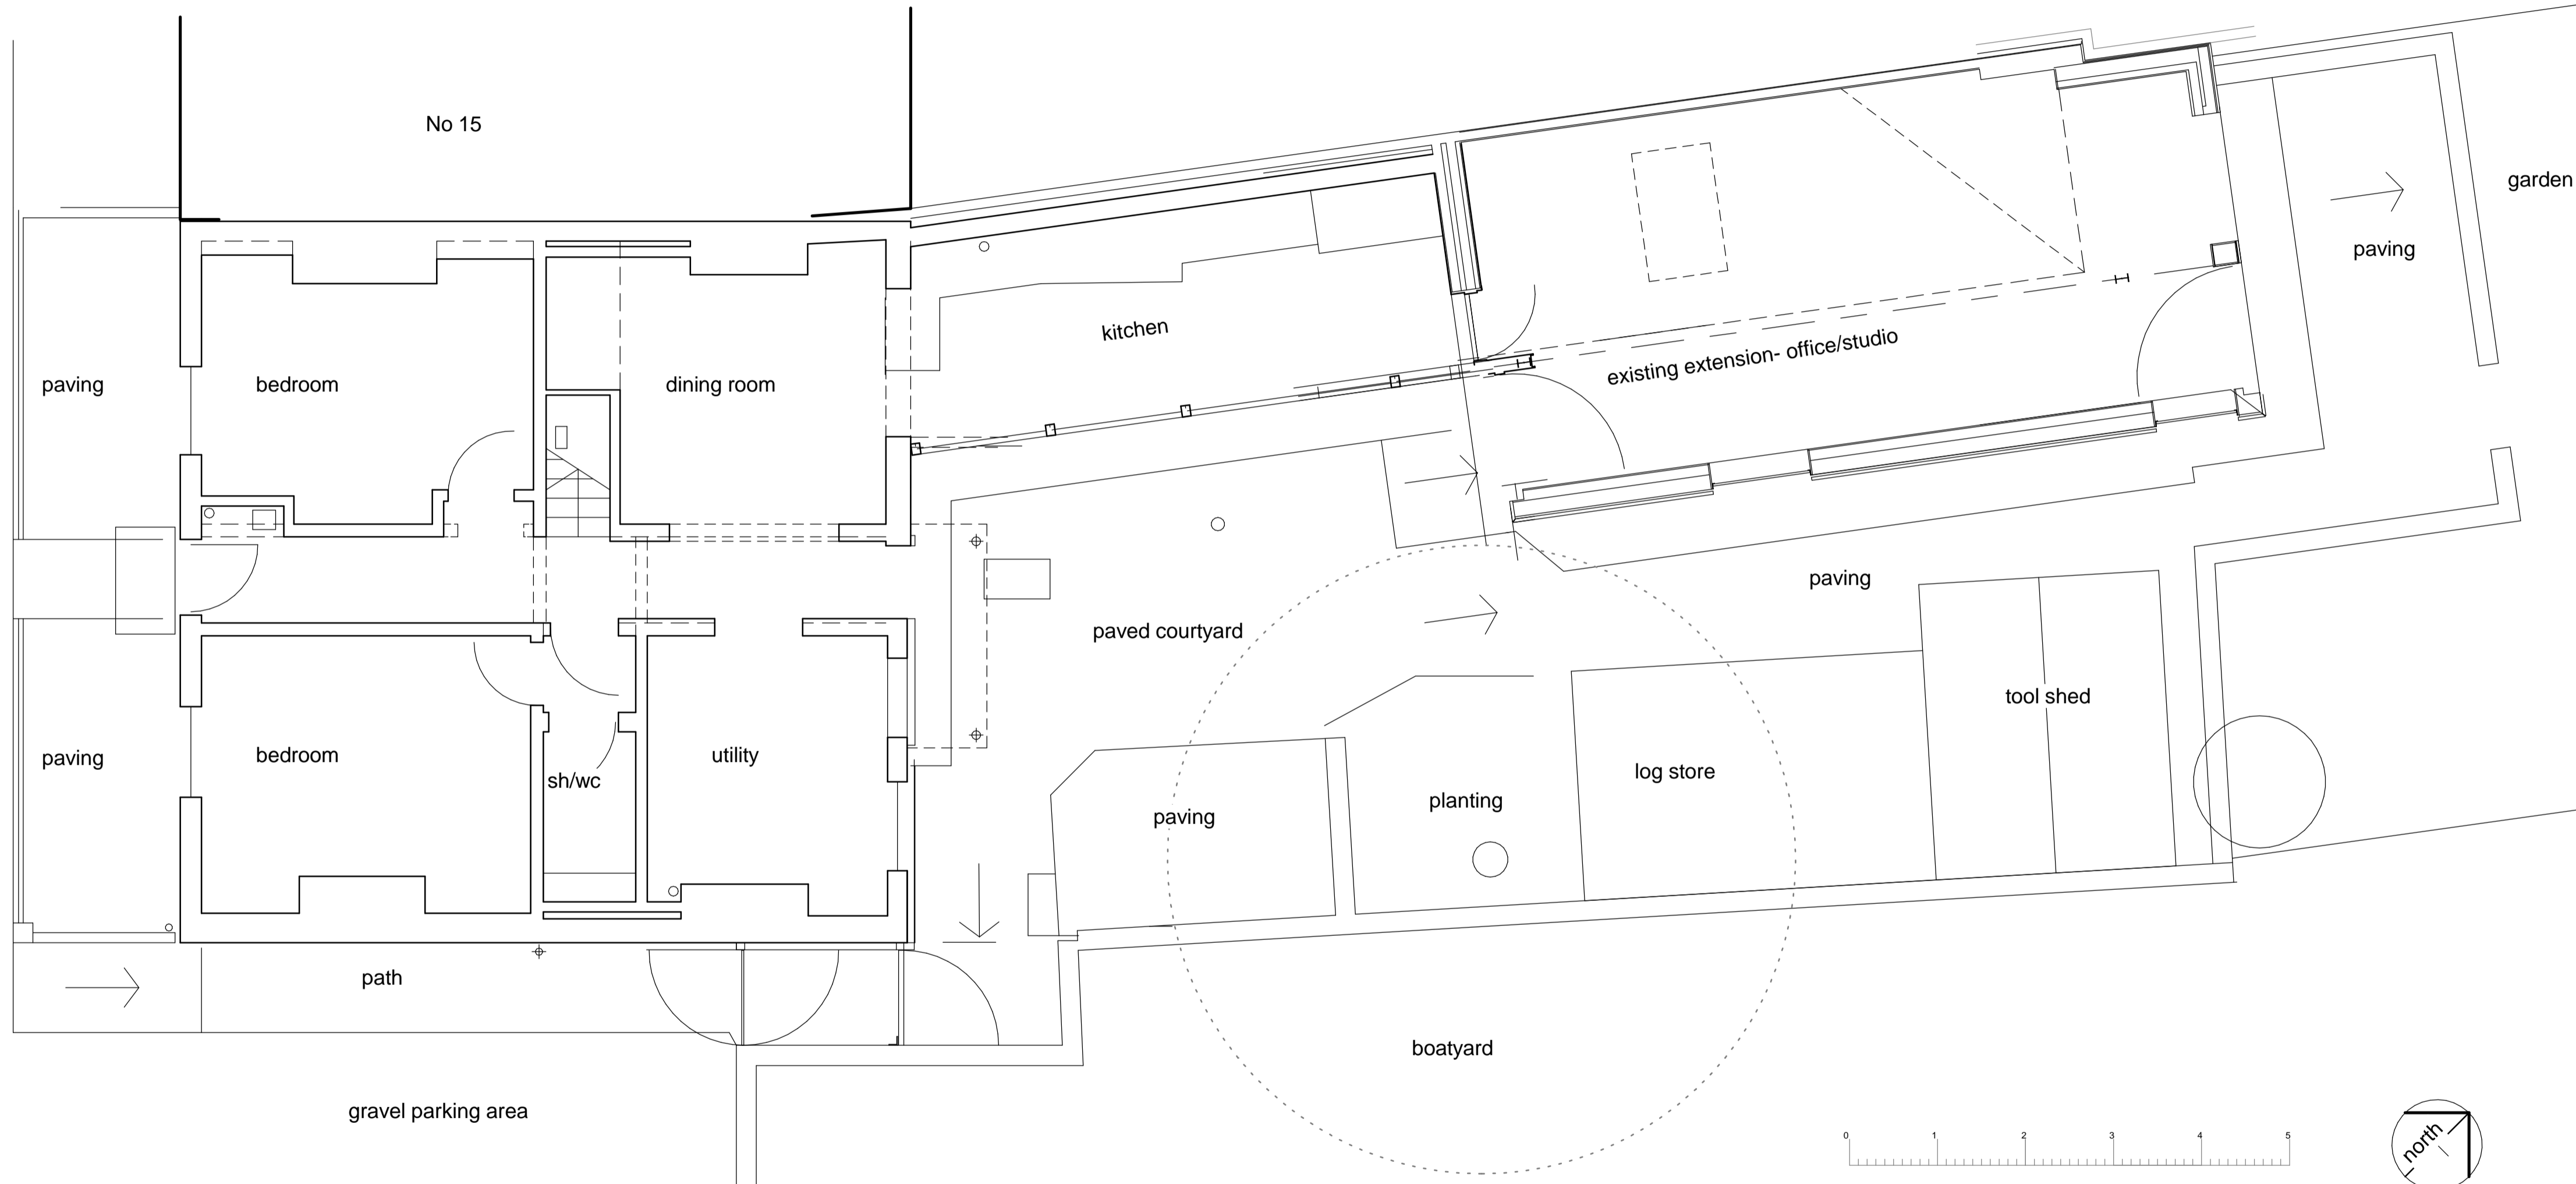 No 15
garden
paving
kitchen
existing extension- office/studio
paving
bedroom
dining room
paving
paved courtyard
tool shed
paving
bedroom
utility
sh/wc
log store
planting
paving
path
boatyard
gravel parking area
0 1 2 3 4 5
north